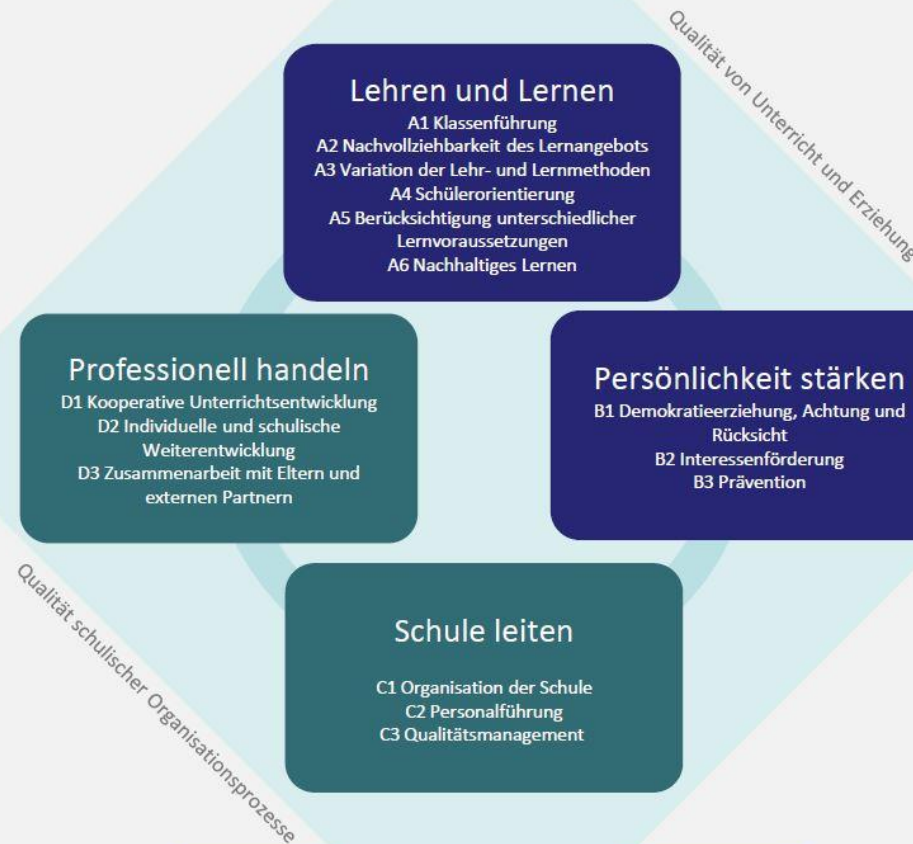 Qualität von Unterricht und Erziehung
Lehren und Lernen
A1 Klassenführung
A2 Nachvollziehbarkeit des Lernangebots
A3 Variation der Lehr- und Lernmethoden
A4 Schülerorientierung
A5 Berücksichtigung unterschiedlicher
Lernvoraussetzungen
A6 Nachhaltiges Lernen
Professionell handeln
D1 Kooperative Unterrichtsentwicklung
D2 Individuelle und schulische
Weiterentwicklung
D3 Zusammenarbeit mit Eltern und
externen Partnern
Persönlichkeit stärken
B1 Demokratieerziehung, Achtung und
Rücksicht
B2 Interessenförderung
B3 Prävention
Schule leiten
C1 Organisation der Schule
C2 Personalführung
C3 Qualitätsmanagement
Qualität schulischer Organisationsprozesse